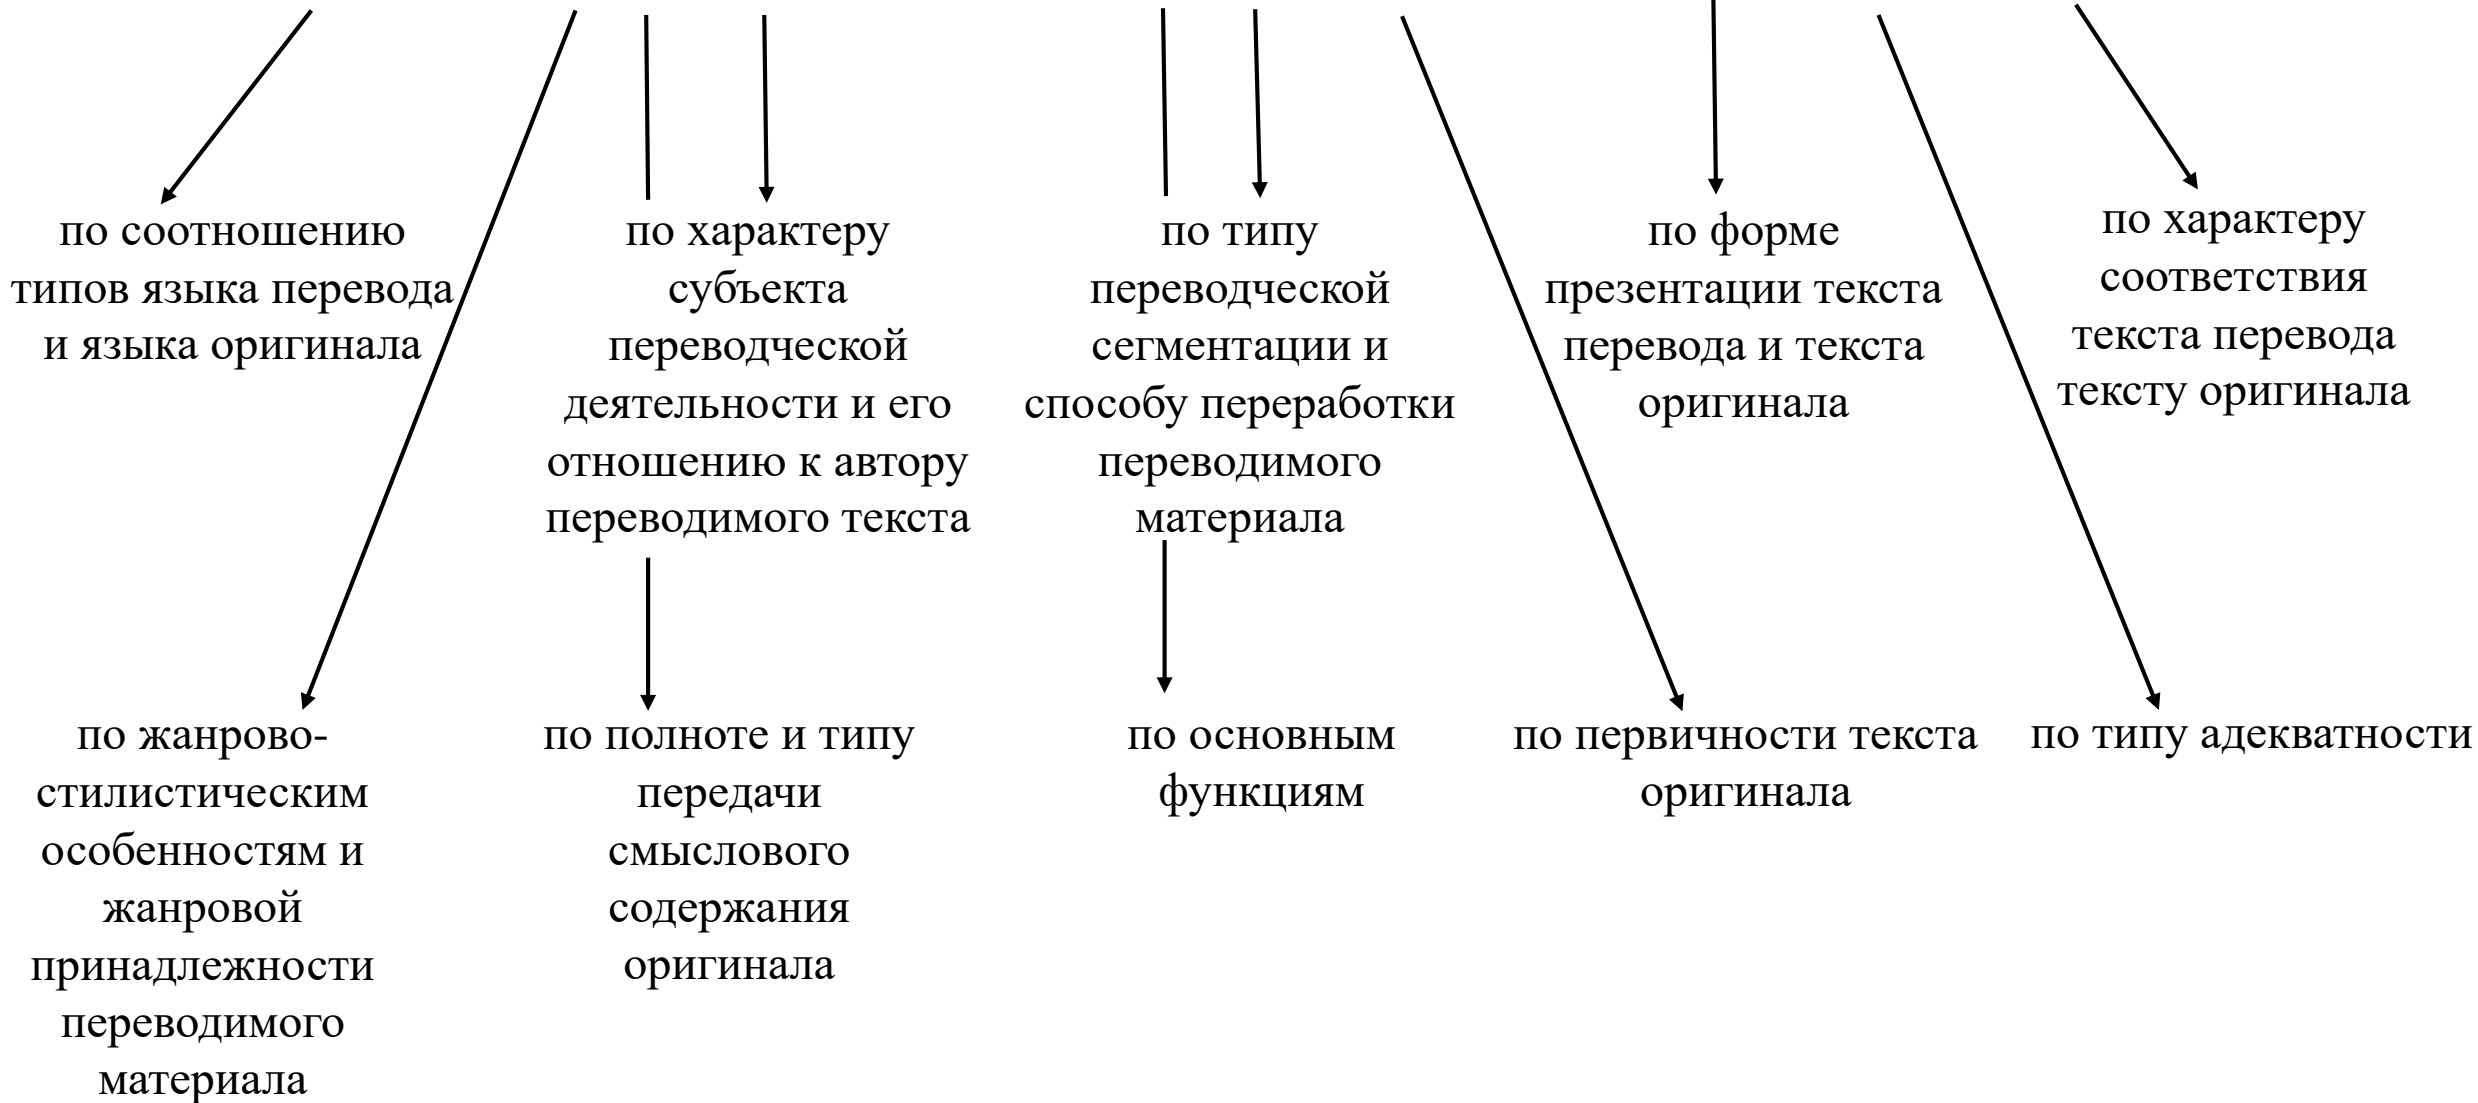 по соотношению
типов языка перевода
и языка оригинала
по характеру
субъекта
переводческой
деятельности и его
отношению к автору
переводимого текста
по типу
переводческой
сегментации и
способу переработки
переводимого
материала
по форме
презентации текста
перевода и текста
оригинала
по характеру
соответствия
текста перевода
тексту оригинала
по жанрово-
стилистическим
особенностям и
жанровой
принадлежности
переводимого
материала
по полноте и типу
передачи
смыслового
содержания
оригинала
по основным
функциям
по первичности текста
оригинала
по типу адекватности